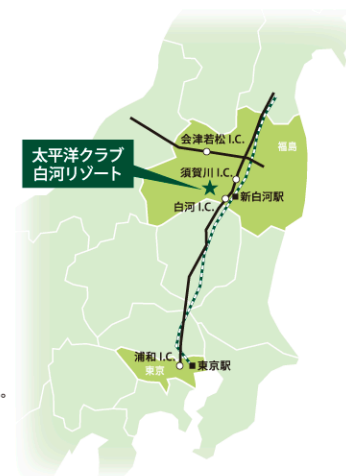 会津若松 I.C.
福島
太平洋クラブ
白河リゾート
須賀川 I.C.
新白河駅
白河 I.C.
浦和 I.C.
東京
東京駅
。